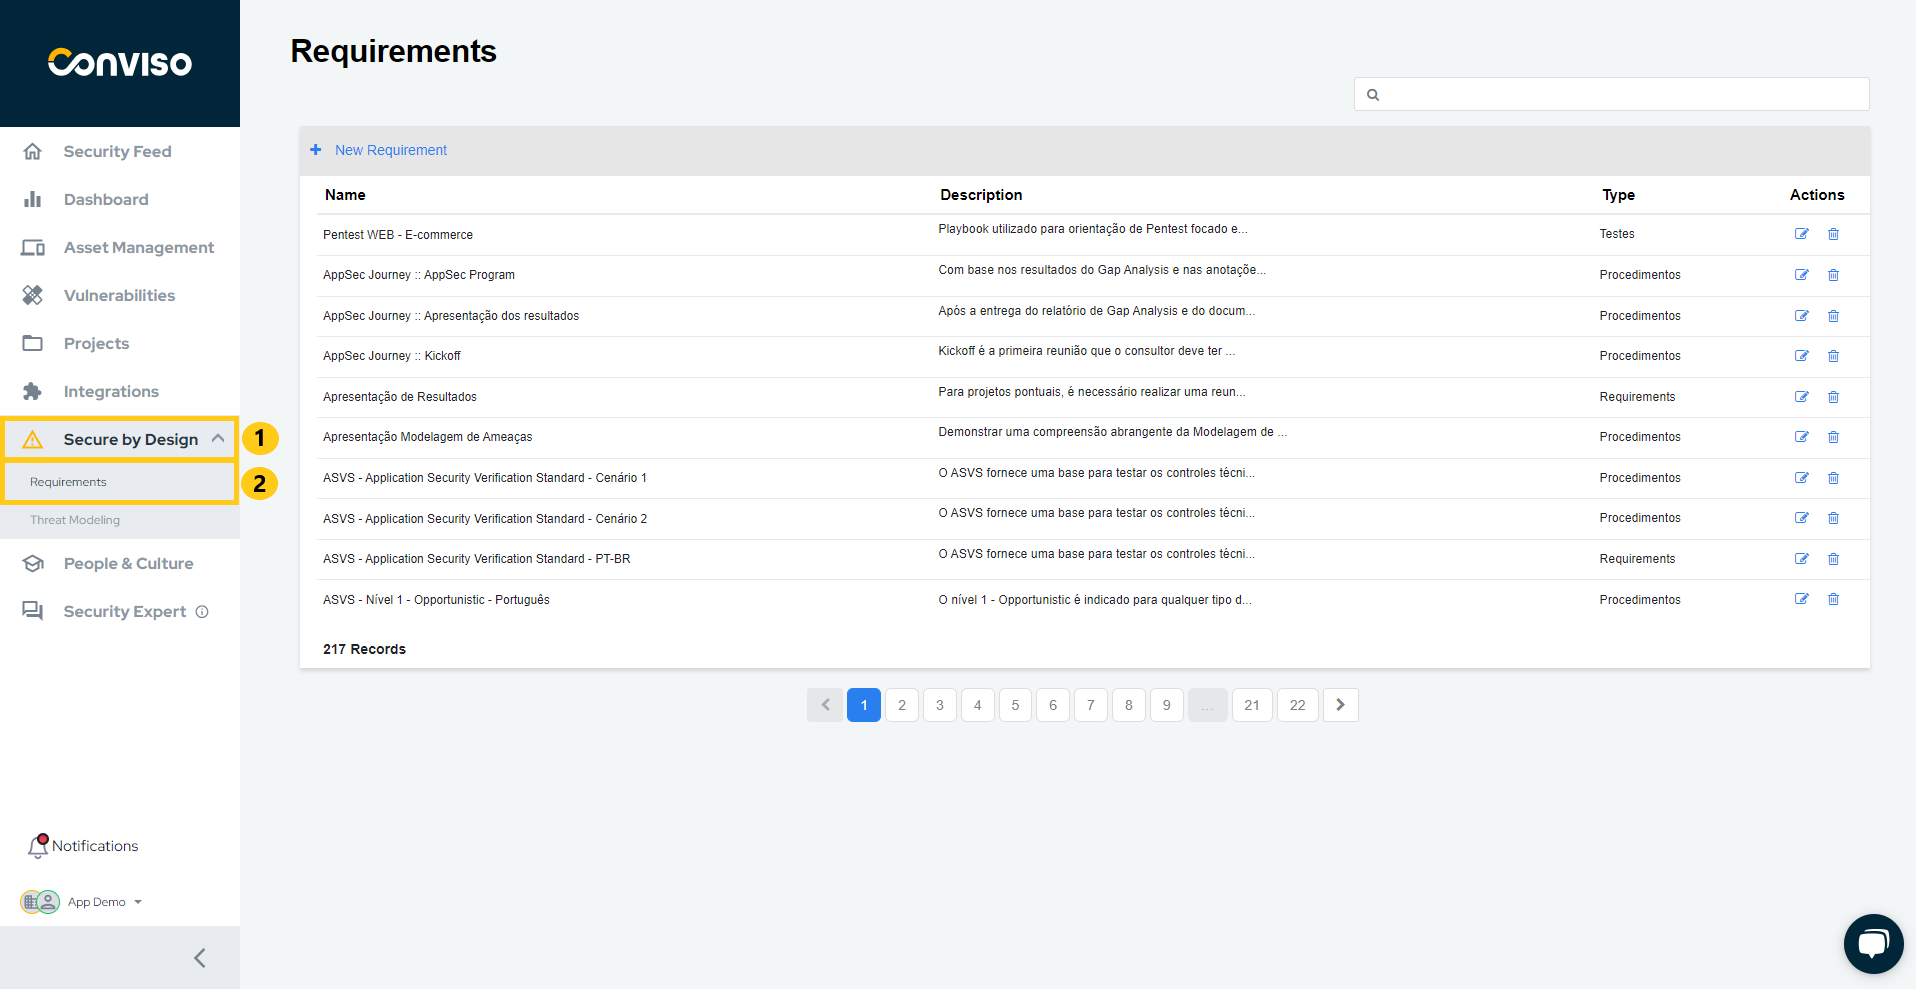 Conviso
Security Feed
Dashboard
Asset Management
Vulnerabilities
Projects
Integrations
Secure by Design
1
Requirements
2
Threat Modeling
People & Culture
Security Expert
Notifications
App Demo
Requirements
+ New Requirement
Name Description Type Actions
Pentest WEB - E-commerce Playbook utilizado para orientação de Pentest focado e... Testes
AppSec Journey :: AppSec Program Com base nos resultados do Gap Analysis e nas anotaçõe... Procedimentos
AppSec Journey :: Apresentação dos resultados Após a entrega do relatório de Gap Analysis e do docum... Procedimentos
AppSec Journey :: Kickoff Kickoff é a primeira reunião que o consultor deve ter ... Procedimentos
Apresentação de Resultados Para projetos pontuais, é necessário realizar uma reun... Requirements
Apresentação Modelagem de Ameaças Demonstrar uma compreensão abrangente da Modelagem de ... Procedimentos
ASVS - Application Security Verification Standard - Cenário 1 O ASVS fornece uma base para testar os controles técni... Procedimentos
ASVS - Application Security Verification Standard - Cenário 2 O ASVS fornece uma base para testar os controles técni... Procedimentos
ASVS - Application Security Verification Standard - PT-BR O ASVS fornece uma base para testar os controles técni... Requirements
ASVS - Nível 1 - Opportunistic - Português O nível 1 - Opportunistic é indicado para qualquer tipo d... Procedimentos
217 Records
1 2 3 4 5 6 7 8 9 ... 21 22